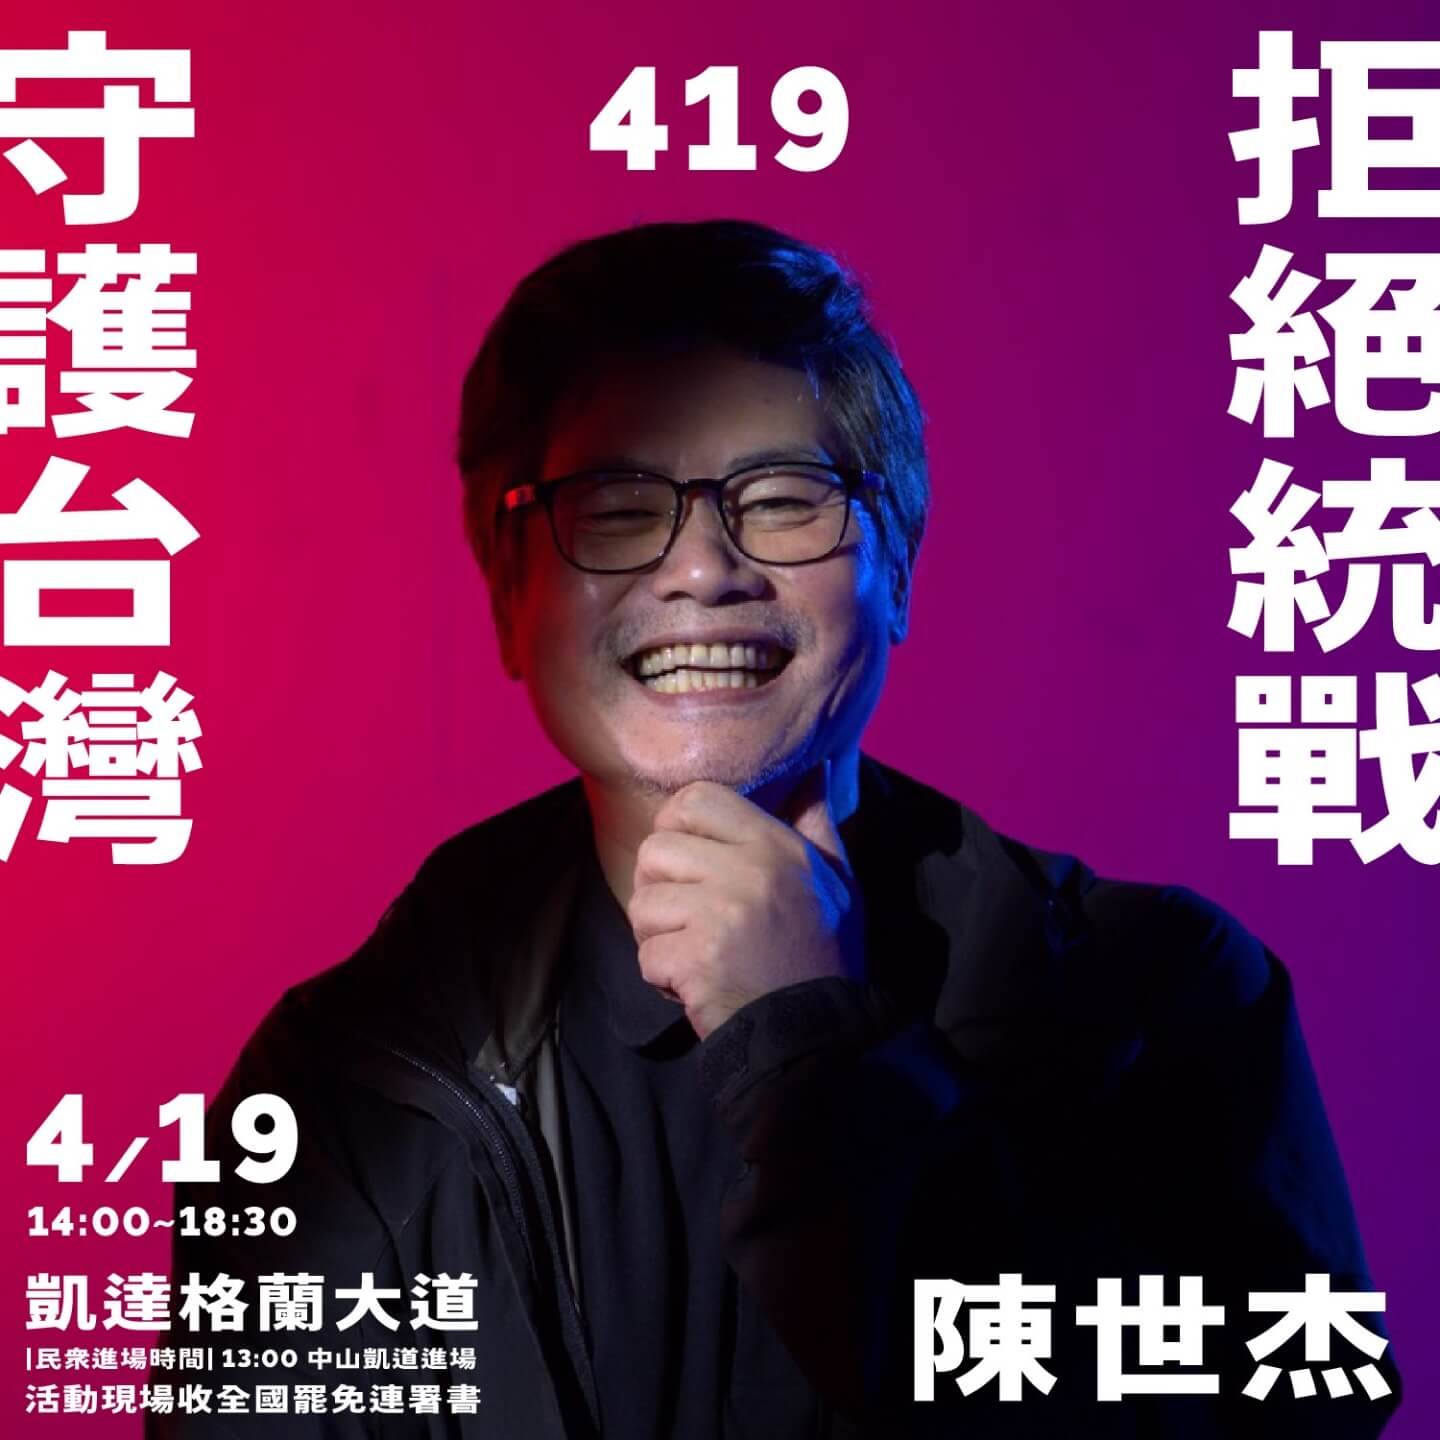 419
拒絕統戰
守護台灣
4/19
14:00~18:30
凱達格蘭大道
|民衆進場時間| 13:00 中山凱道進場
活動現場收全國罷免連署書
陳世杰